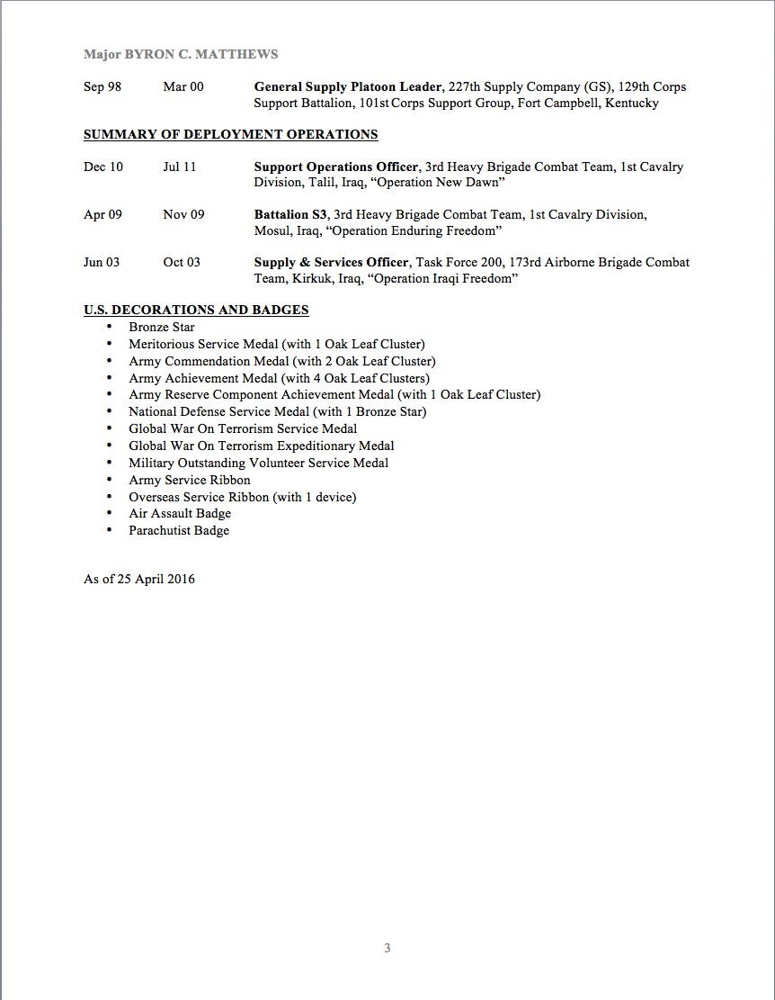 Major BYRON C. MATTHEWS
Sep 98 Mar 00 General Supply Platoon Leader, 227th Supply Company (GS), 129th Corps
Support Battalion, 101st Corps Support Group, Fort Campbell, Kentucky
SUMMARY OF DEPLOYMENT OPERATIONS
Dec 10 Jul 11 Support Operations Officer, 3rd Heavy Brigade Combat Team, 1st Cavalry
Division, Talil, Iraq, “Operation New Dawn”
Apr 09 Nov 09 Battalion S3, 3rd Heavy Brigade Combat Team, 1st Cavalry Division,
Mosul, Iraq, “Operation Enduring Freedom”
Jun 03 Oct 03 Supply & Services Officer, Task Force 200, 173rd Airborne Brigade Combat
Team, Kirkuk, Iraq, “Operation Iraqi Freedom”
U.S. DECORATIONS AND BADGES
• Bronze Star
• Meritorious Service Medal (with 1 Oak Leaf Cluster)
• Army Commendation Medal (with 2 Oak Leaf Cluster)
• Army Achievement Medal (with 4 Oak Leaf Clusters)
• Army Reserve Component Achievement Medal (with 1 Oak Leaf Cluster)
• National Defense Service Medal (with 1 Bronze Star)
• Global War On Terrorism Service Medal
• Global War On Terrorism Expeditionary Medal
• Military Outstanding Volunteer Service Medal
• Army Service Ribbon
• Overseas Service Ribbon (with 1 device)
• Air Assault Badge
• Parachutist Badge
As of 25 April 2016
3